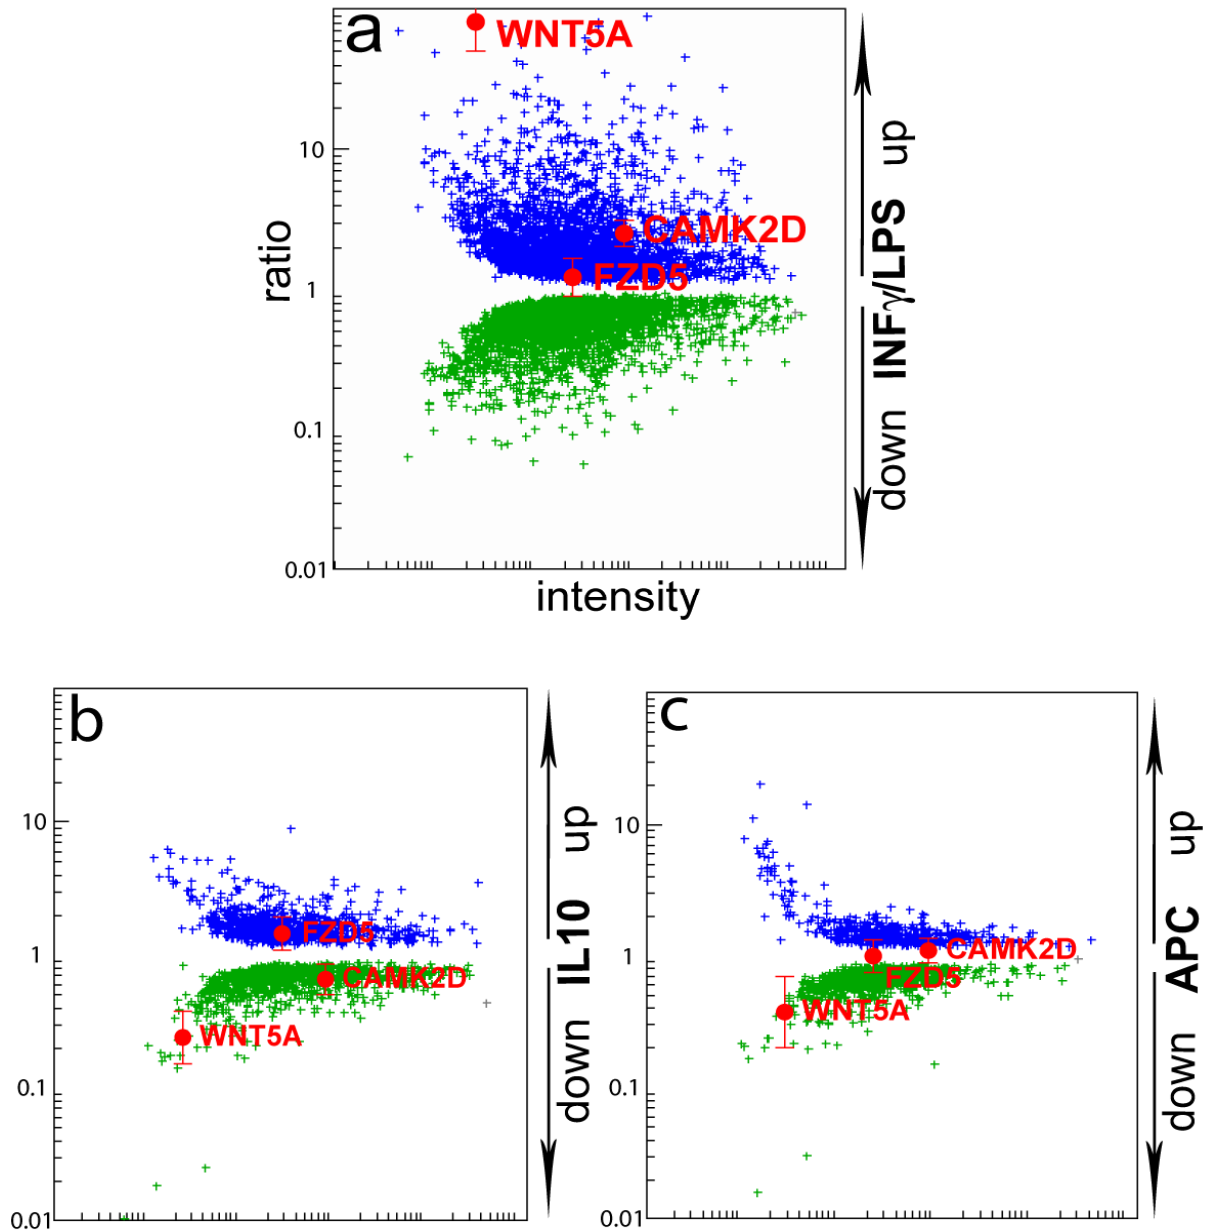 a
WNT5A
10
CAMK2D
ratio
FZD5
1
0.1
0.01
intensity
down INFγ/LPS up
b
10
FZD5
1
CAMK2D
WNT5A
0.1
0.01
down IL10 up
c
10
CAMK2D
1
FZD5
WNT5A
0.1
0.01
down APC up